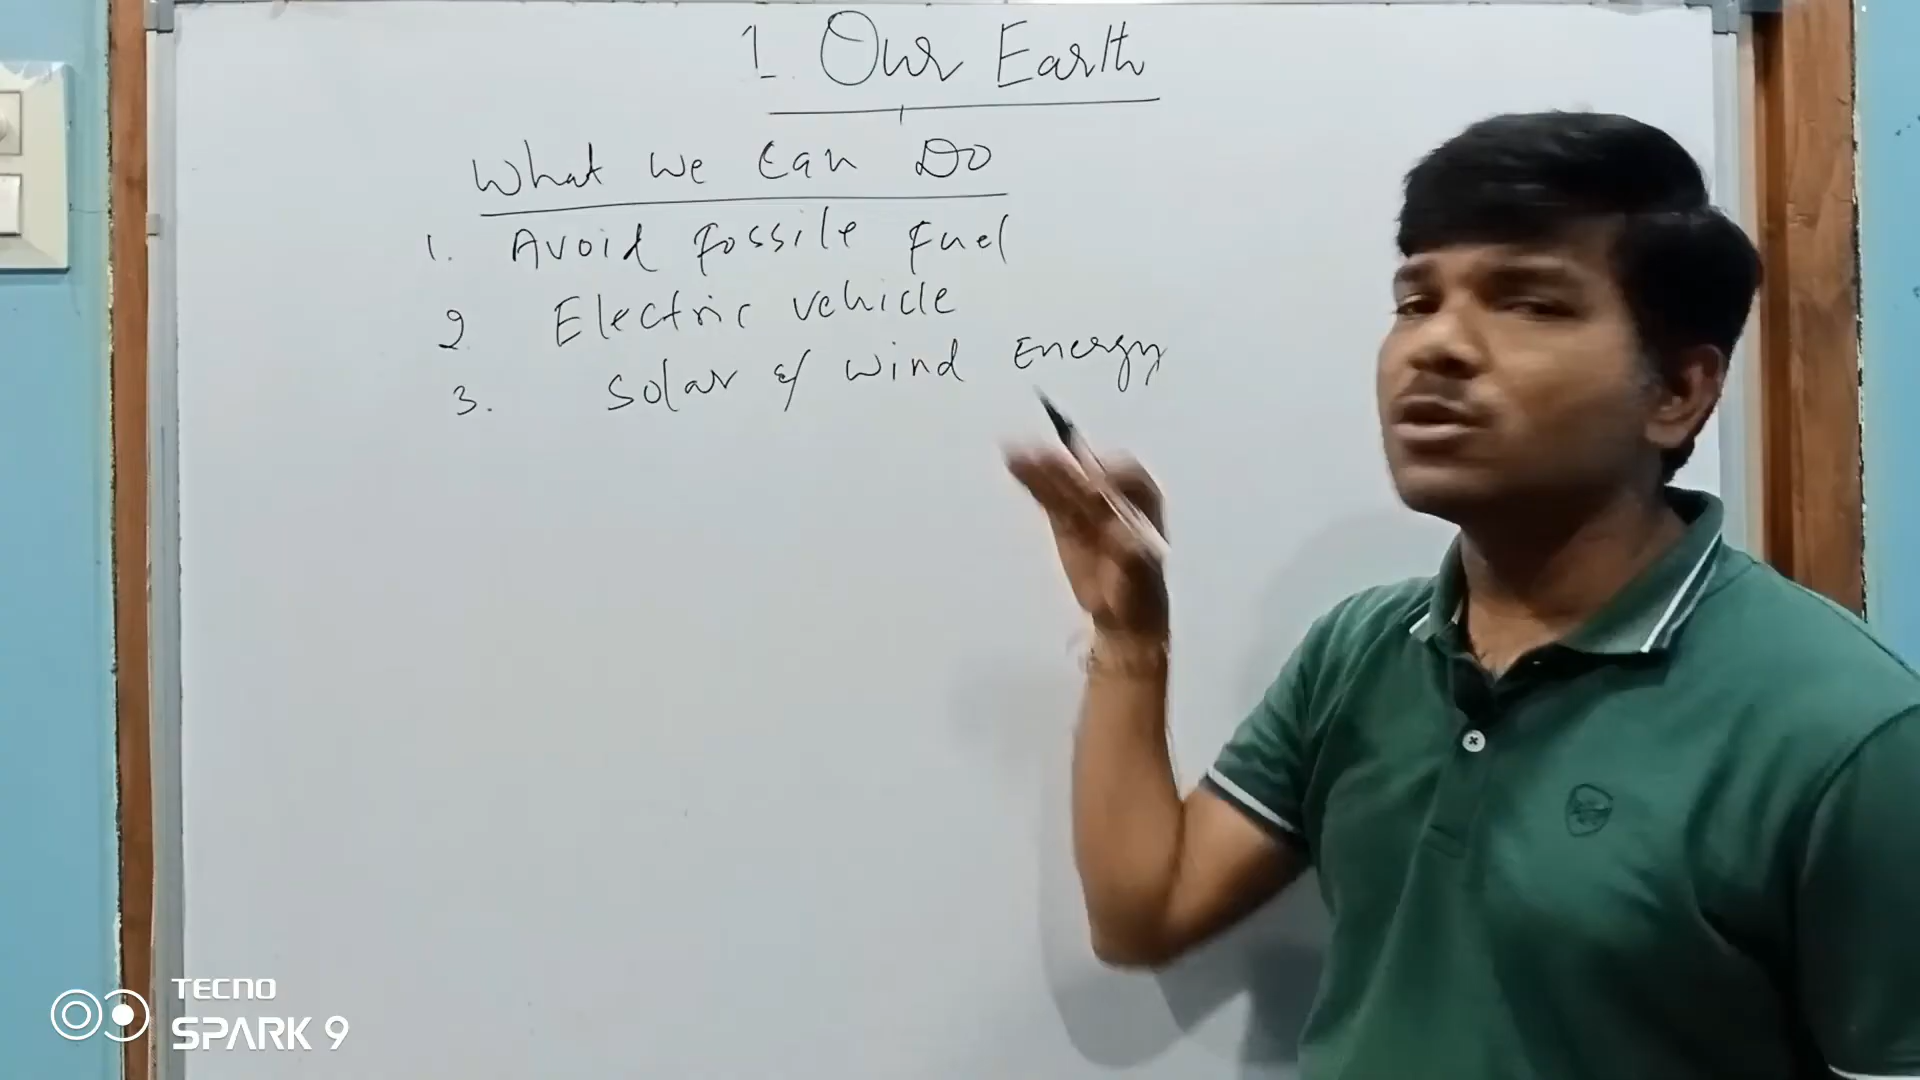 1. Our Earth
What We Can Do
1. Avoid Fossile Fuel
2 Electric vehicle
3. Solar & Wind Energy
TECNO
SPARK 9